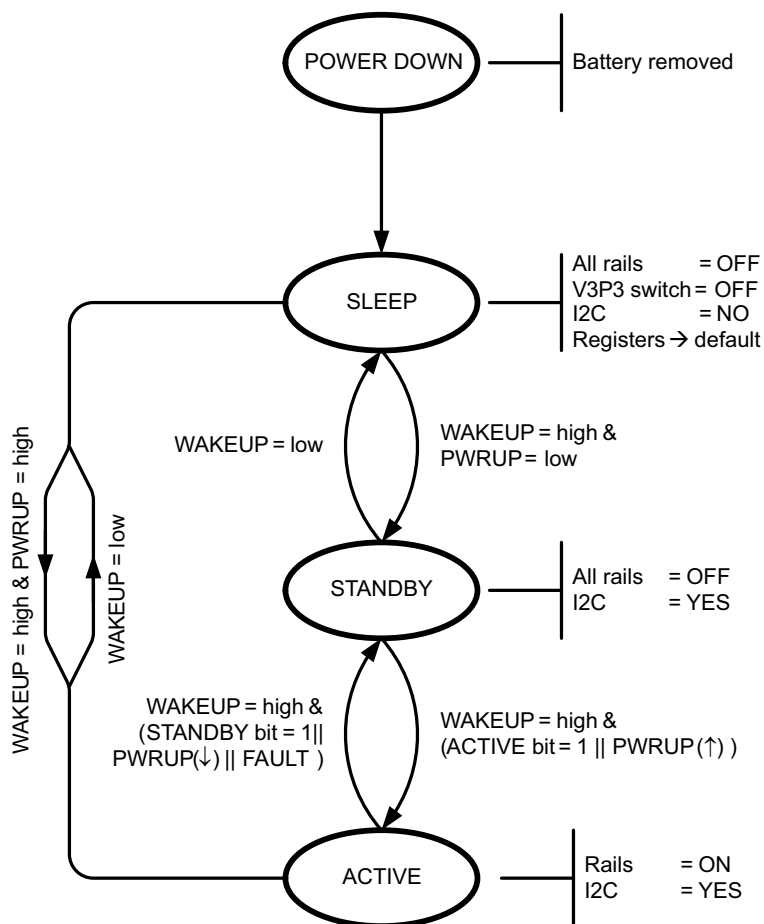 POWER DOWN
Battery removed
SLEEP
All rails = OFF
V3P3 switch = OFF
I2C = NO
Registers → default
WAKEUP = low
WAKEUP = high &
PWRUP = low
WAKEUP = high & PWRUP = high
WAKEUP = low
STANDBY
All rails = OFF
I2C = YES
WAKEUP = high &
(STANDBY bit = 1||
PWRUP(↓) || FAULT )
WAKEUP = high &
(ACTIVE bit = 1 || PWRUP (↑) )
ACTIVE
Rails = ON
I2C = YES